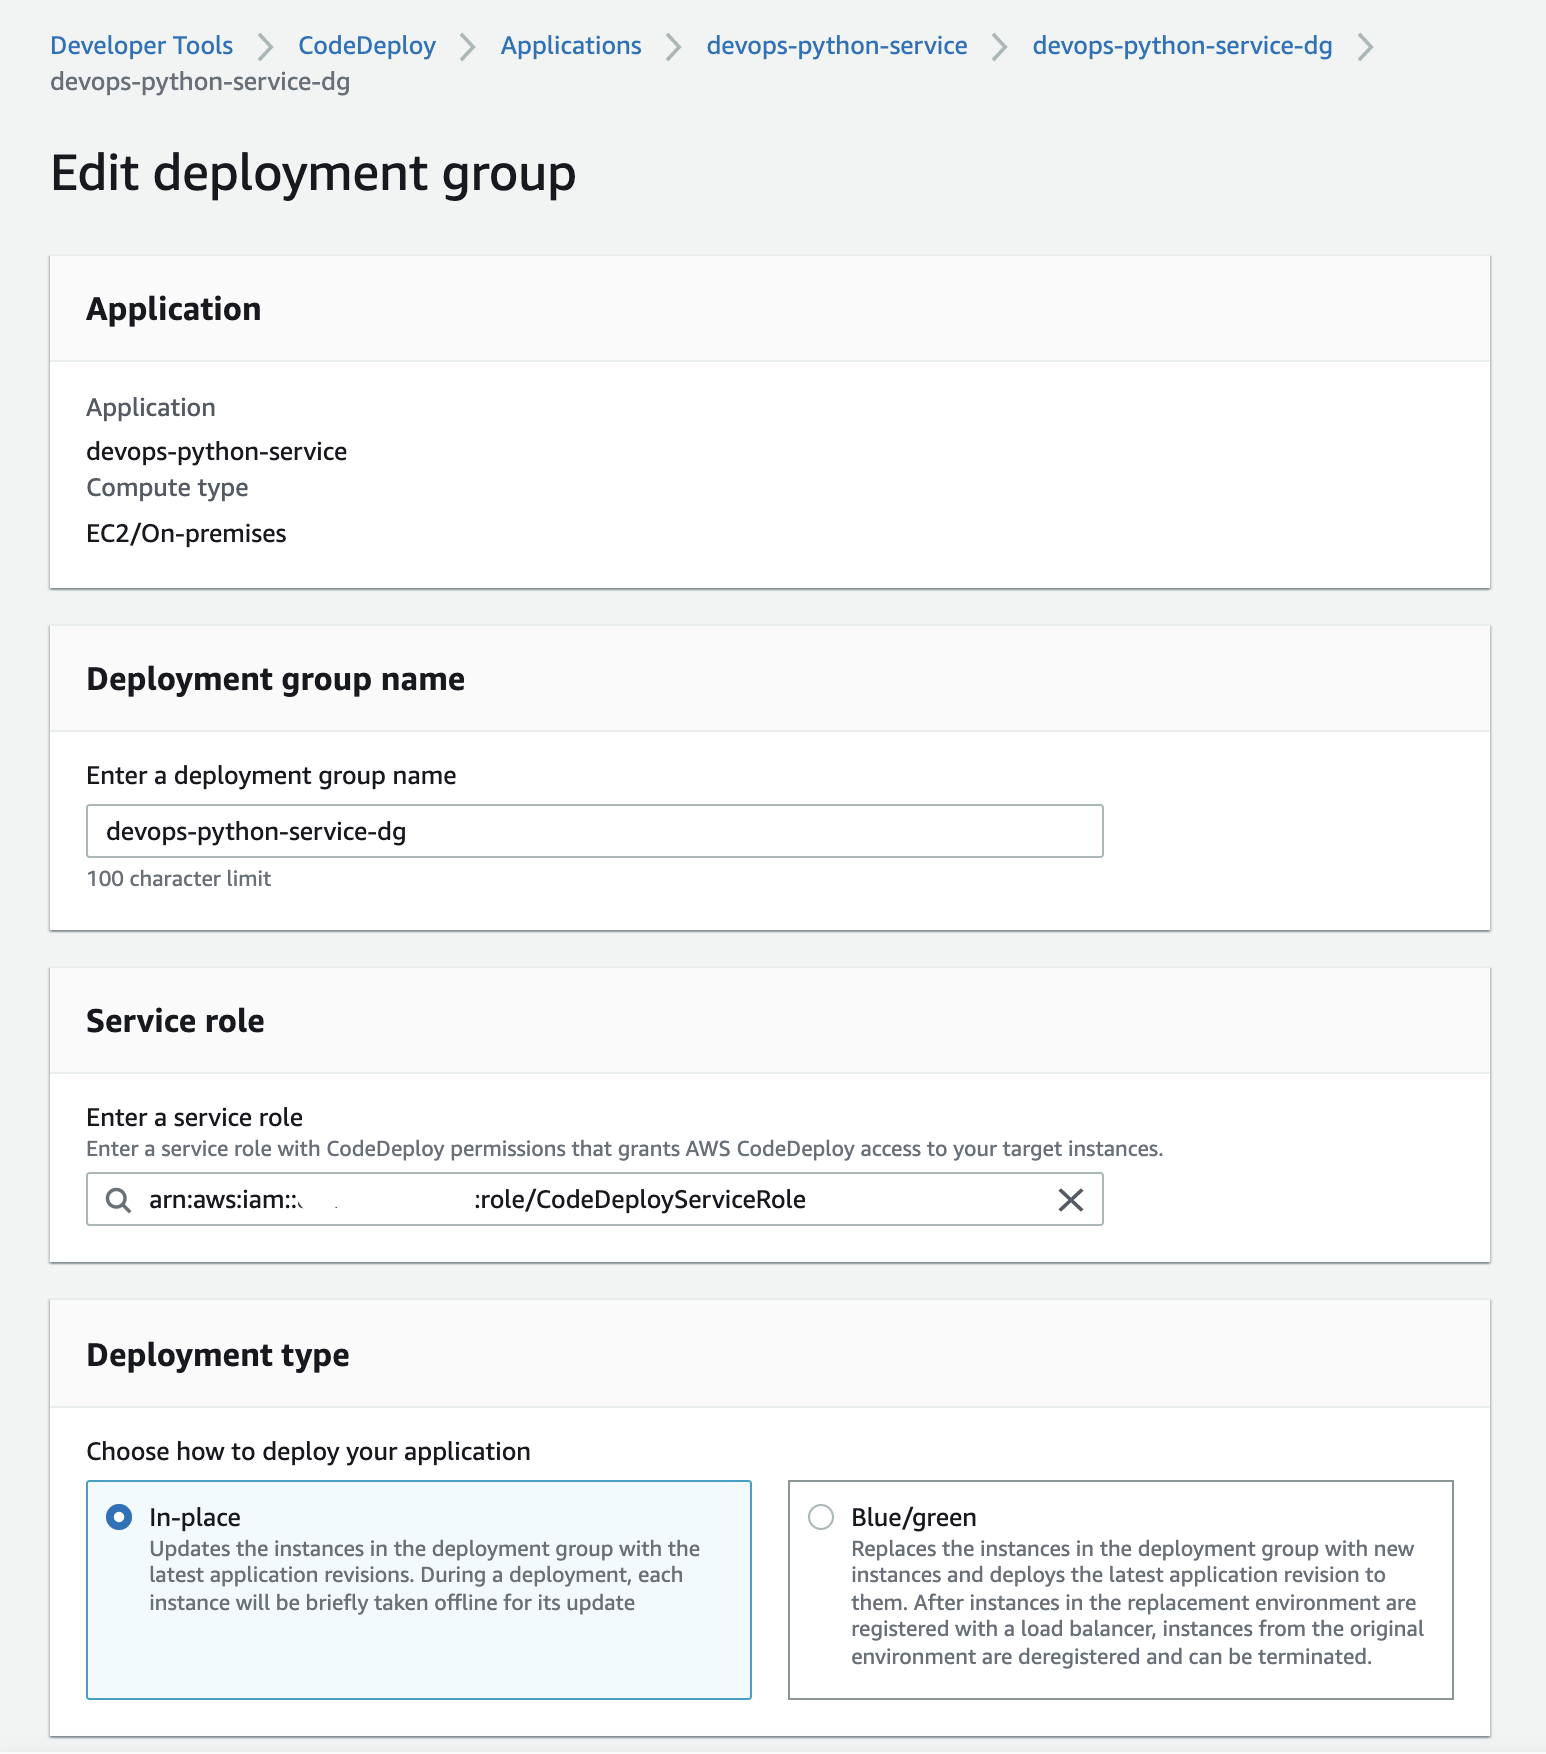 Developer Tools > CodeDeploy > Applications > devops-python-service > devops-python-service-dg >
devops-python-service-dg
Edit deployment group
Application
Application
devops-python-service
Compute type
EC2/On-premises
Deployment group name
Enter a deployment group name
devops-python-service-dg
100 character limit
Service role
Enter a service role
Enter a service role with CodeDeploy permissions that grants AWS CodeDeploy access to your target instances.
arn:aws:iam:: :role/CodeDeployServiceRole
Deployment type
Choose how to deploy your application
In-place
Updates the instances in the deployment group with the
latest application revisions. During a deployment, each
instance will be briefly taken offline for its update
Blue/green
Replaces the instances in the deployment group with new
instances and deploys the latest application revision to
them. After instances in the replacement environment are
registered with a load balancer, instances from the original
environment are deregistered and can be terminated.